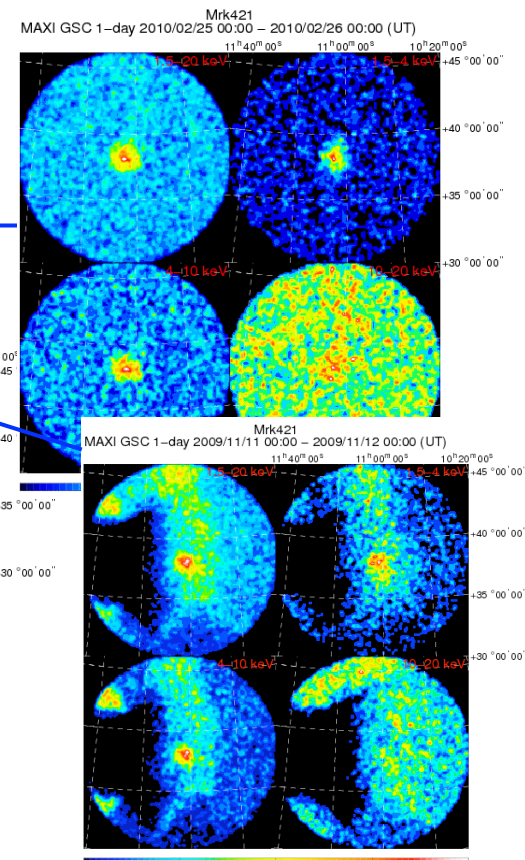 Mrk421
MAXI GSC 1-day 2010/02/25 00:00 - 2010/02/26 00:00 (UT)
11h40m00s 11h00m00s 10h20m00s
1.5-20 keV 1.5-4 keV +45 °00'00"
+40 °00'00"
+35 °00'00"
+30 °00'00"
4-10 keV 10-20 keV
00s
45
40
Mrk421
MAXI GSC 1-day 2009/11/11 00:00 - 2009/11/12 00:00 (UT)
11h40m00s 11h00m00s 10h20m00s
1.5-20 keV 1.5-4 keV +45 °00'00"
35 °00'00"
+40 °00'00"
30 °00'00"
+35 °00'00"
+30 °00'00"
4-10 keV 10-20 keV